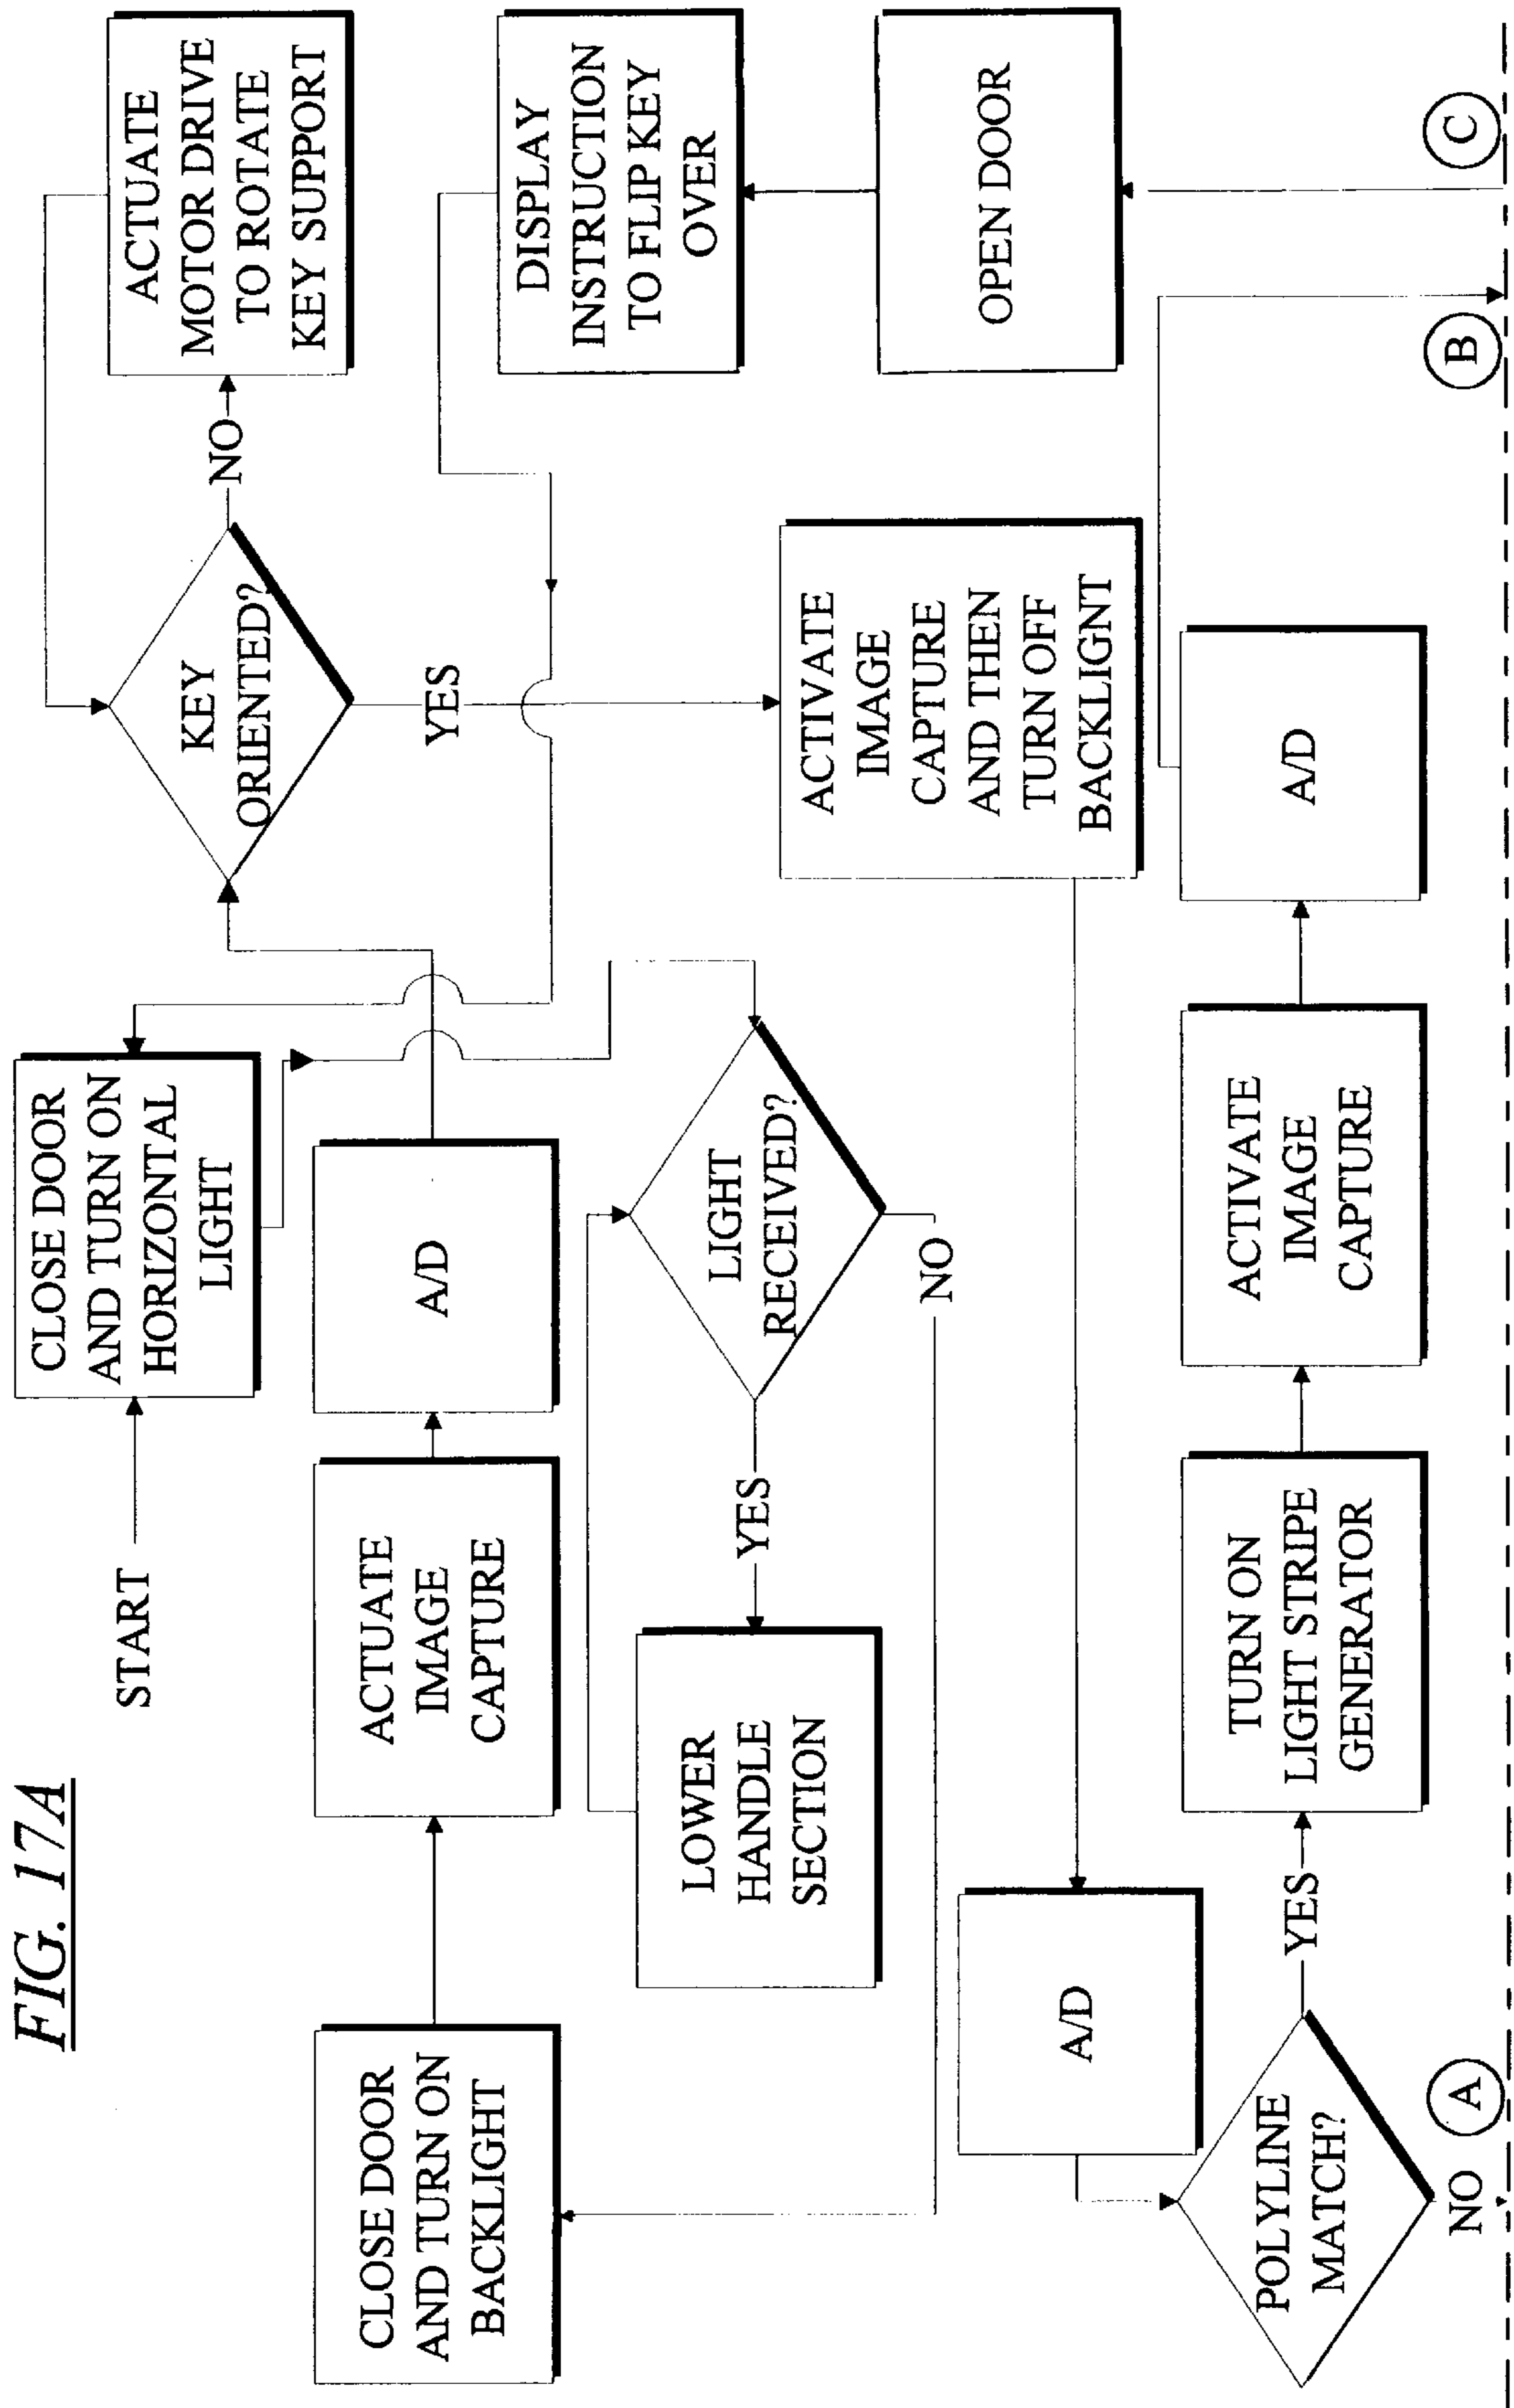 FIG. 17A
START
CLOSE DOOR
AND TURN ON
HORIZONTAL
LIGHT
ACTUATE
MOTOR DRIVE
TO ROTATE
KEY SUPPORT
CLOSE DOOR
AND TURN ON
BACKLIGHT
ACTUATE
IMAGE
CAPTURE
A/D
KEY
ORIENTED?
NO
YES
LOWER
HANDLE
SECTION
YES
LIGHT
RECEIVED?
NO
DISPLAY
INSTRUCTION
TO FLIP KEY
OVER
ACTIVATE
IMAGE
CAPTURE
AND THEN
TURN OFF
BACKLIGNT
OPEN DOOR
A/D
POLYLINE
MATCH?
YES
TURN ON
LIGHT STRIPE
GENERATOR
ACTIVATE
IMAGE
CAPTURE
A/D
NO
A
B
C